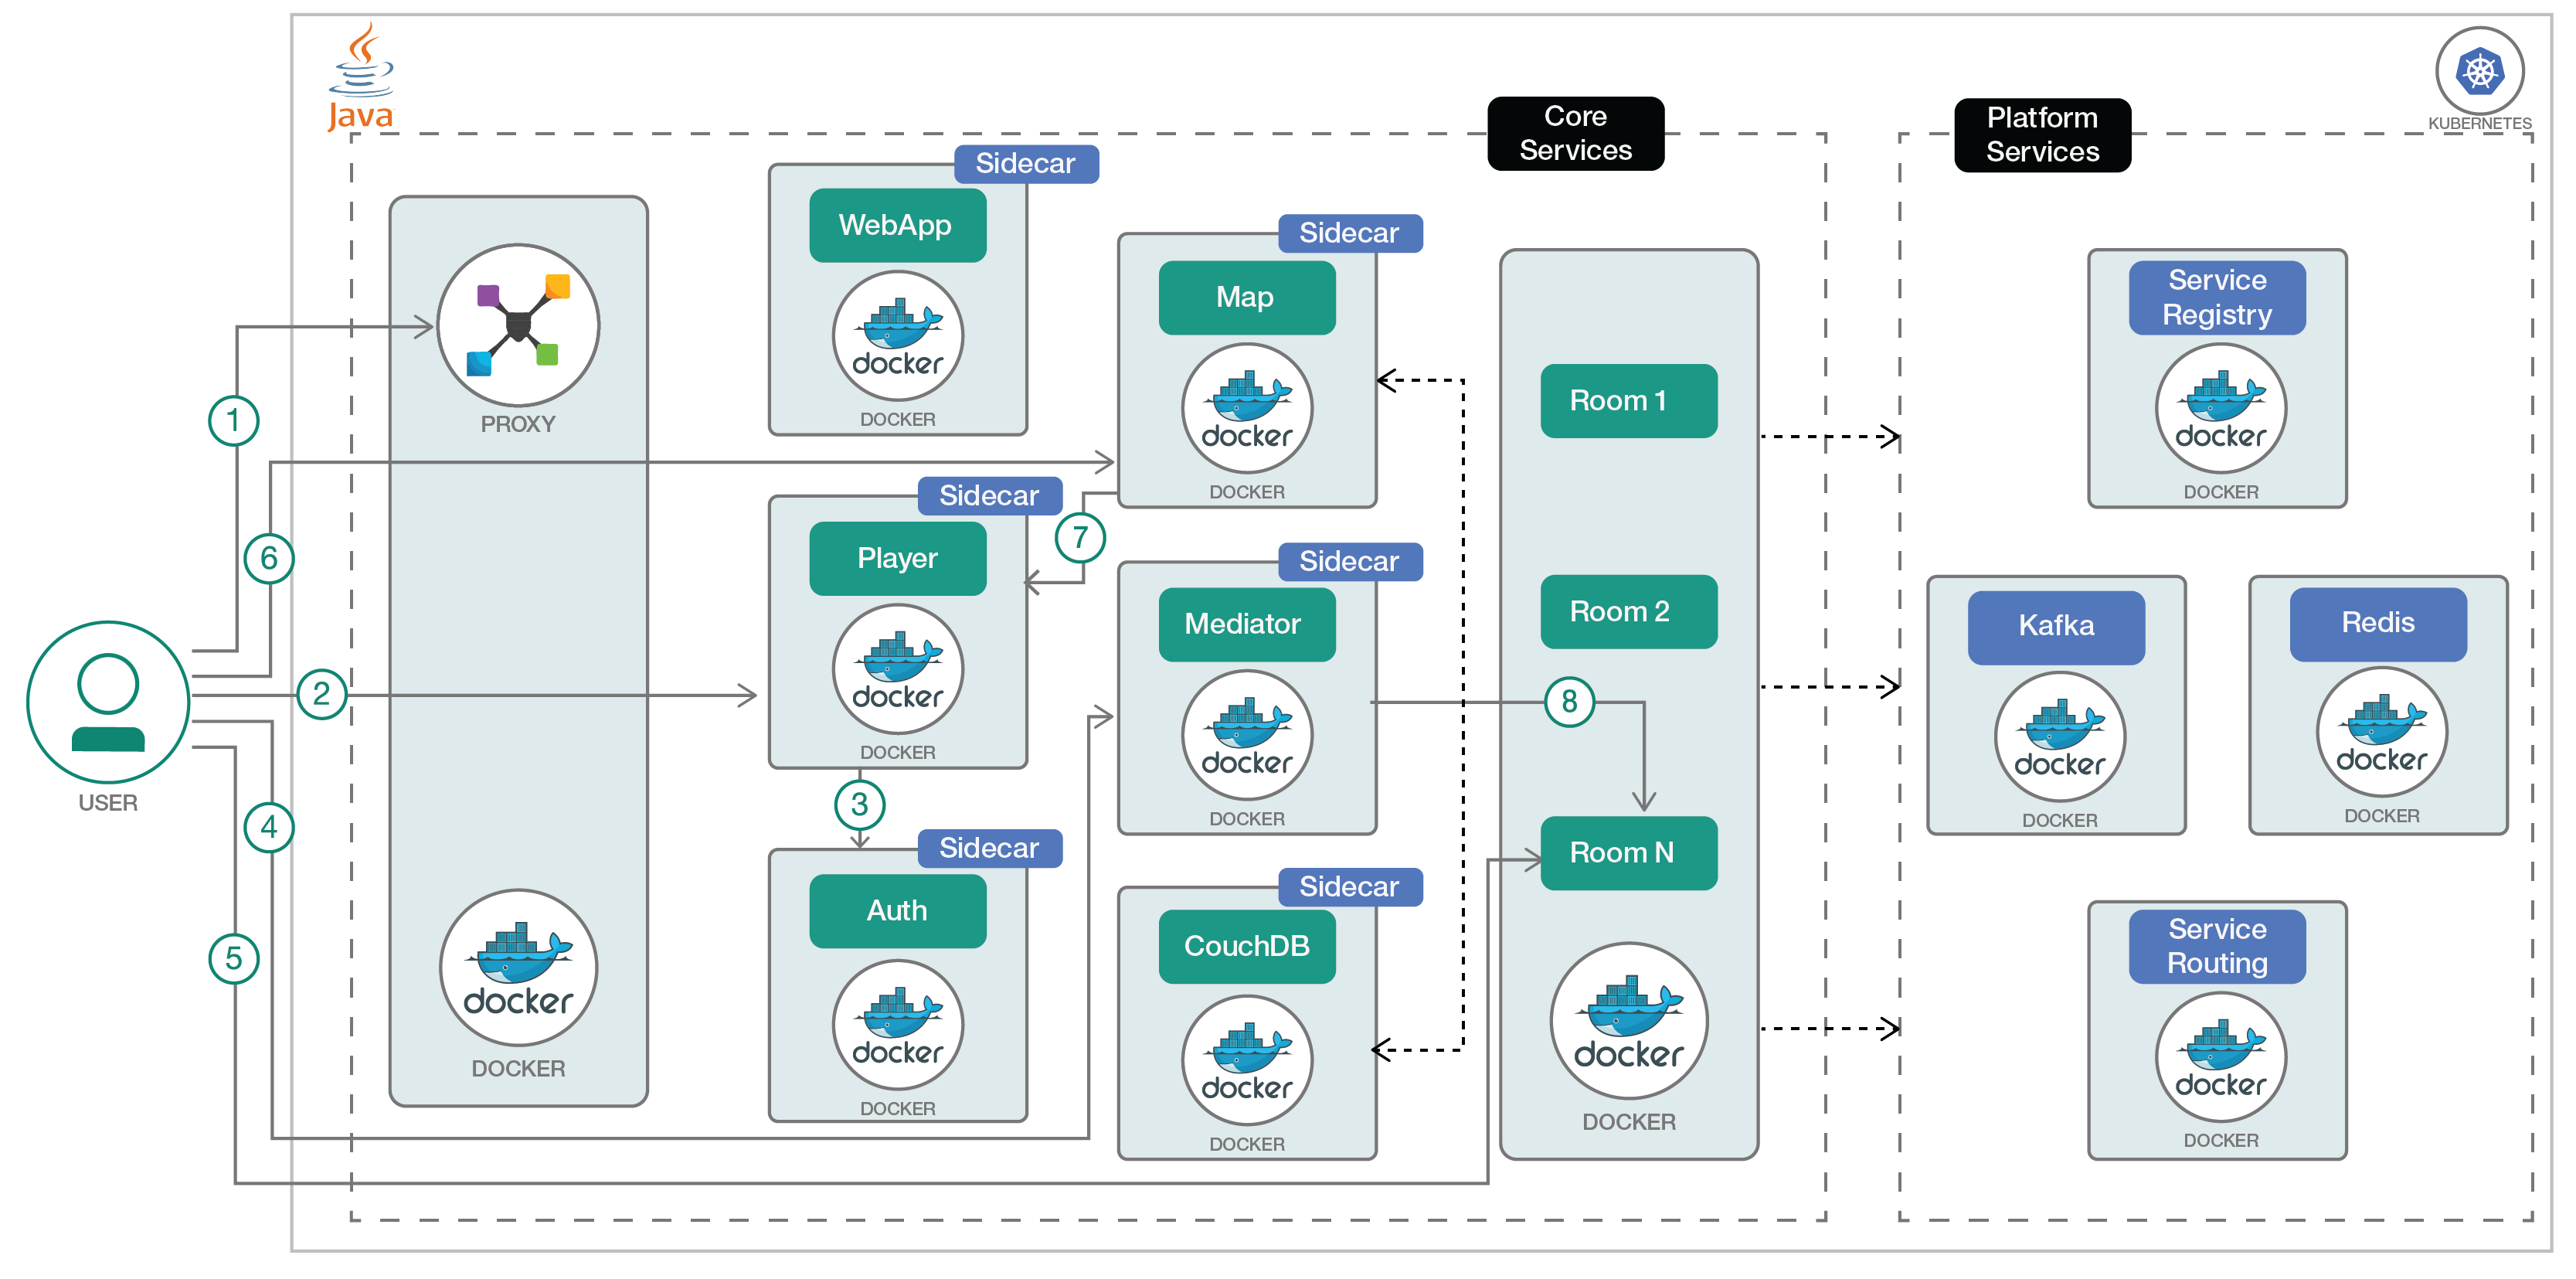 Java
KUBERNETES
Core
Services
Platform
Services
PROXY
docker
DOCKER
Sidecar
WebApp
docker
DOCKER
Sidecar
Map
docker
DOCKER
Sidecar
Player
docker
DOCKER
Sidecar
Mediator
docker
DOCKER
Sidecar
Auth
docker
DOCKER
Sidecar
CouchDB
docker
DOCKER
Room 1
Room 2
Room N
docker
DOCKER
Service
Registry
docker
DOCKER
Kafka
docker
DOCKER
Redis
docker
DOCKER
Service
Routing
docker
DOCKER
USER
1
6
2
4
5
7
3
8